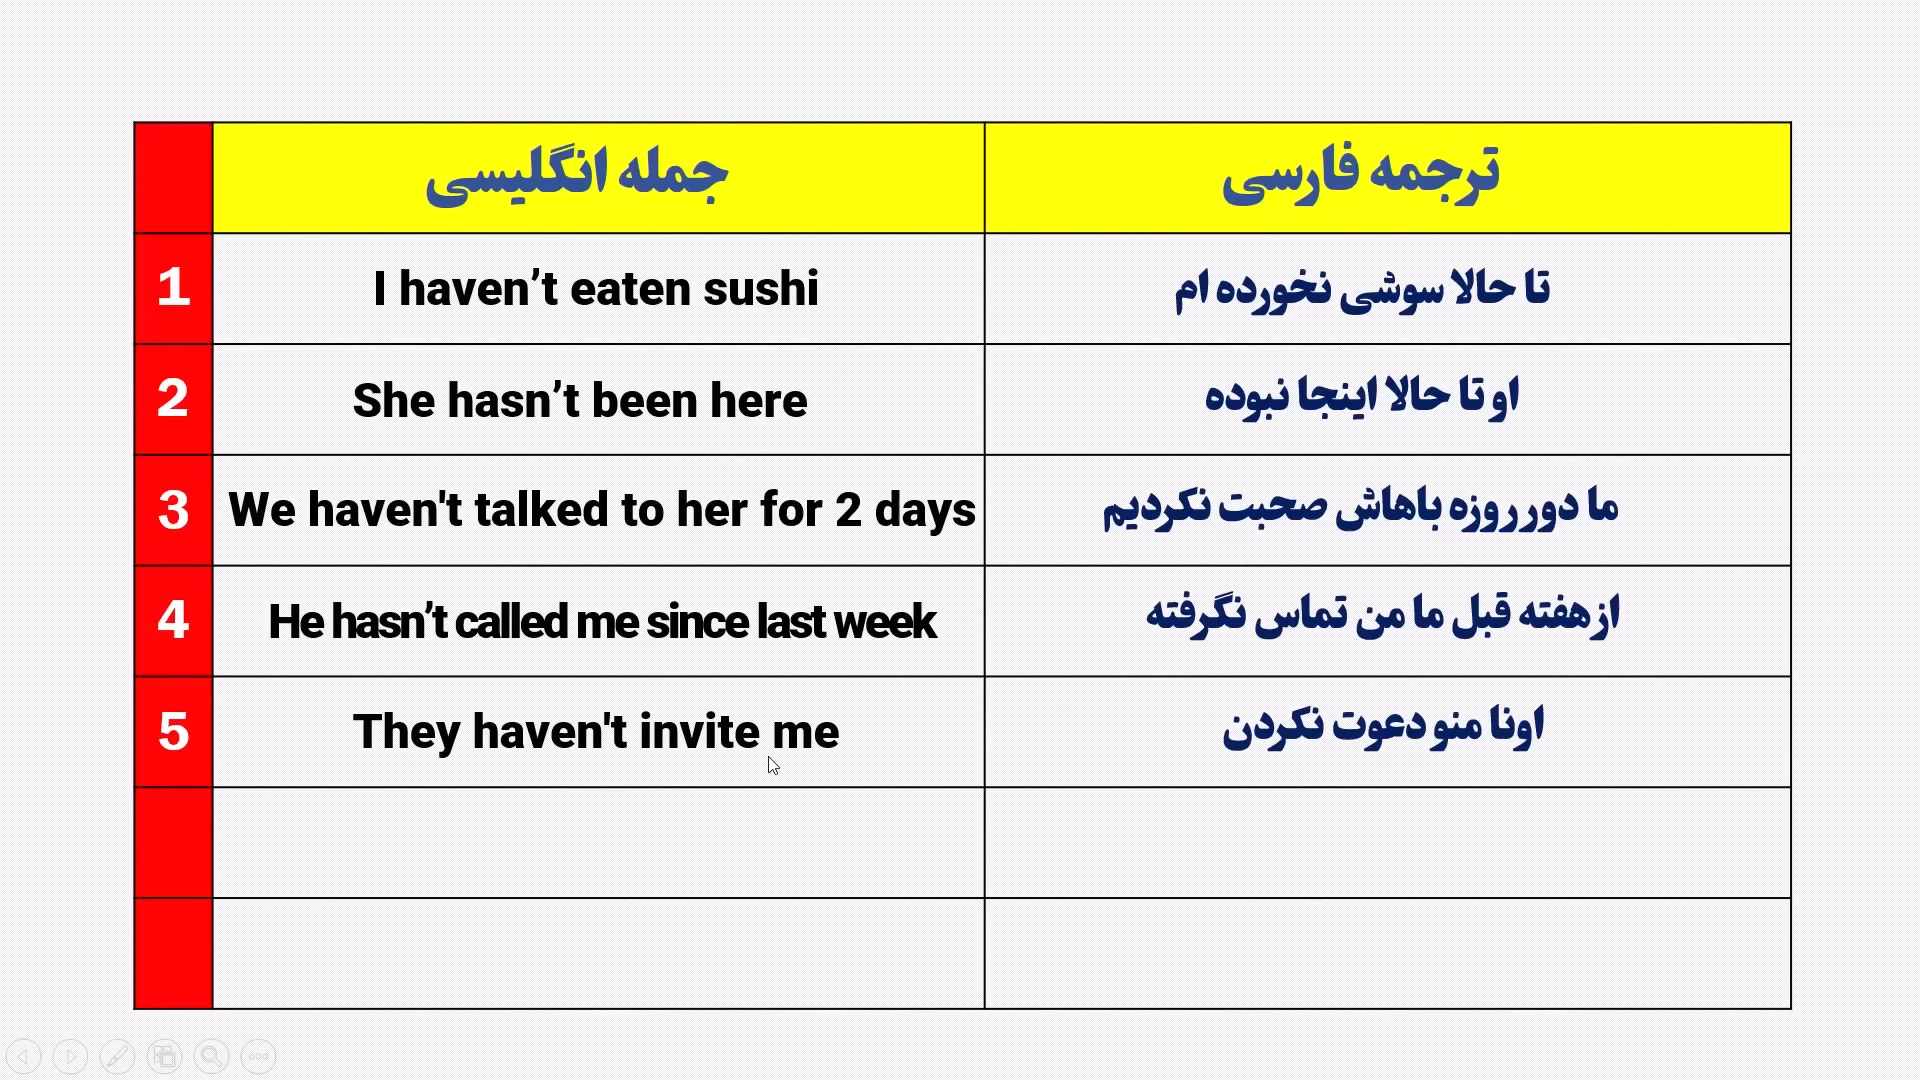 جمله انگلیسی
ترجمه فارسی
1
I haven’t eaten sushi
تا حالا سوشی نخورده ام
2
She hasn’t been here
او تا حالا اینجا نبوده
3
We haven't talked to her for 2 days
ما دور روزه باهاش صحبت نکردیم
4
He hasn’t called me since last week
از هفته قبل ما من تماس نگرفته
5
They haven't invite me
اونا منو دعوت نکردن